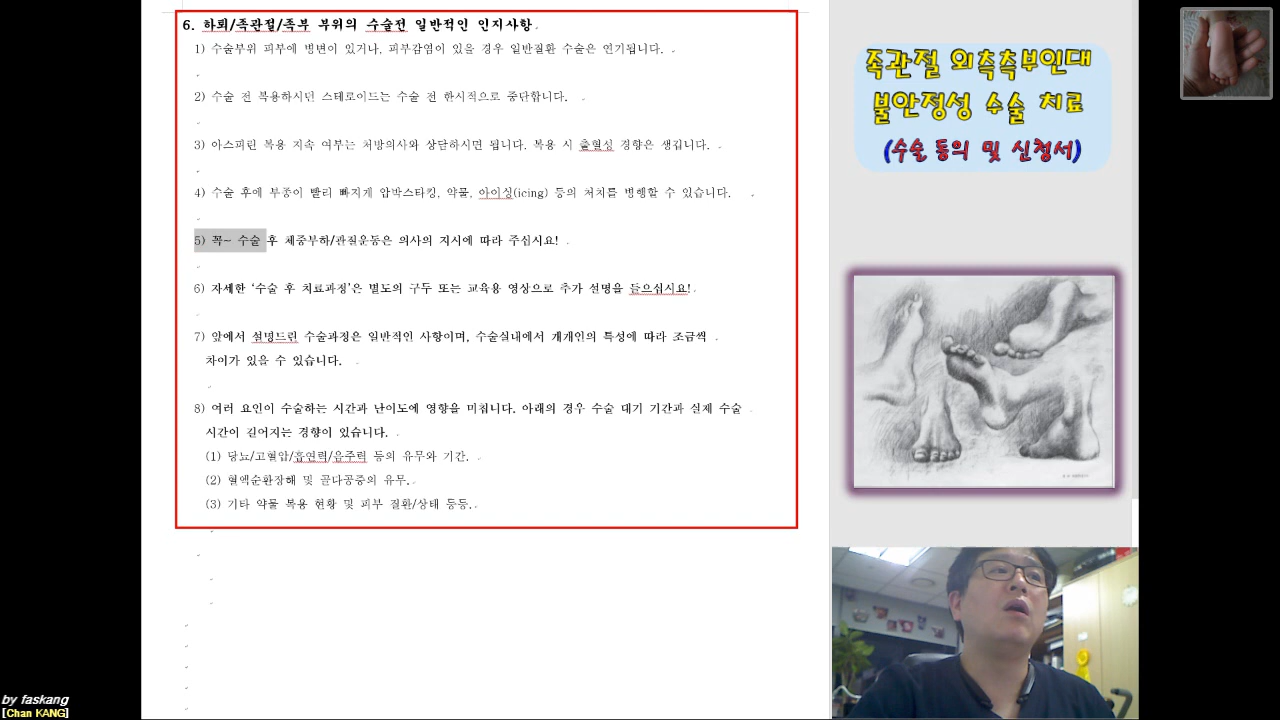 6. 하퇴/족관절/족부 부위의 수술전 일반적인 인지사항
1) 수술부위 피부에 병변이 있거나, 피부감염이 있을 경우 일반질환 수술은 연기됩니다.
2) 수술 전 복용하시던 스테로이드는 수술 전 한시적으로 중단합니다.
3) 아스피린 복용 지속 여부는 처방의사와 상담하시면 됩니다. 복용 시 출혈성 경향은 생깁니다.
4) 수술 후에 부종이 빨리 빠지게 압박스타킹, 약물, 아이싱(icing) 등의 처치를 병행할 수 있습니다.
5) 꼭~ 수술 후 체중부하/관절운동은 의사의 지시에 따라 주십시요!
6) 자세한 '수술 후 치료과정'은 별도의 구두 또는 교육용 영상으로 추가 설명을 들으십시요!
7) 앞에서 설명드린 수술과정은 일반적인 사항이며, 수술실내에서 개개인의 특성에 따라 조금씩
차이가 있을 수 있습니다.
8) 여러 요인이 수술하는 시간과 난이도에 영향을 미칩니다. 아래의 경우 수술 대기 기간과 실제 수술
시간이 길어지는 경향이 있습니다.
(1) 당뇨/고혈압/흡연력/음주력 등의 유무와 기간.
(2) 혈액순환장해 및 골다공증의 유무.
(3) 기타 약물 복용 현황 및 피부 질환/상태 등등.
족관절 외측측부인대
불안정성 수술 치료
(수술 동의 및 신청서)
by faskang
[Chan KANG]